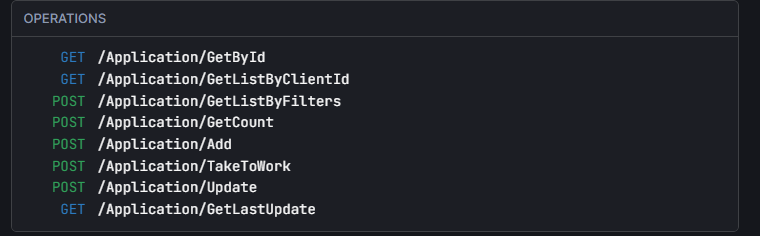 OPERATIONS
GET /Application/GetById
GET /Application/GetListByClientId
POST /Application/GetListByFilters
POST /Application/GetCount
POST /Application/Add
POST /Application/TakeToWork
POST /Application/Update
GET /Application/GetLastUpdate